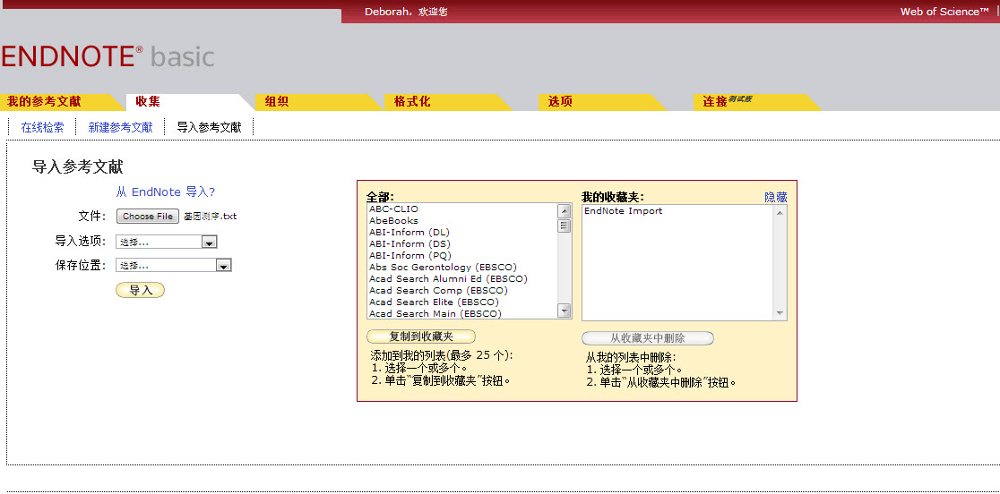 Deborah，欢迎您
Web of Science™
ENDNOTE® basic
我的参考文献 收集 组织 格式化 选项 连接测试版
在线检索 新建参考文献 导入参考文献
导入参考文献
从 EndNote 导入?
文件: Choose File 基因测序.txt
导入选项: 选择...
保存位置: 选择...
导入
全部:
ABC-CLIO
AbeBooks
ABI-Inform (DL)
ABI-Inform (DS)
ABI-Inform (PQ)
Abs Soc Gerontology (EBSCO)
Acad Search Alumni Ed (EBSCO)
Acad Search Comp (EBSCO)
Acad Search Elite (EBSCO)
Acad Search Main (EBSCO)
复制到收藏夹
添加到我的列表(最多 25 个):
1. 选择一个或多个。
2. 单击“复制到收藏夹”按钮。
我的收藏夹: 隐藏
EndNote Import
从收藏夹中删除
从我的列表中删除:
1. 选择一个或多个。
2. 单击“从收藏夹中删除”按钮。